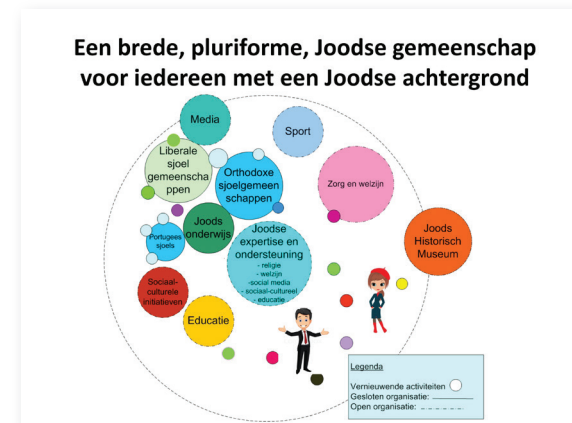 Een brede, pluriforme, Joodse gemeenschap
voor iedereen met een Joodse achtergrond
Media
Sport
Liberale
sjoel
gemeenscha
ppen
Orthodoxe
sjoelgemeen
schappen
Zorg en welzijn
Joods
onderwijs
Joods
Historisch
Museum
Portugees
sjoels
Joodse
expertise en
ondersteuning
- religie
- welzijn
-social media
- sociaal-cultureel
- educatie
Sociaal-
culturele
initiatieven
Educatie
Legenda
Vernieuwende activiteiten
Gesloten organisatie:
Open organisatie: